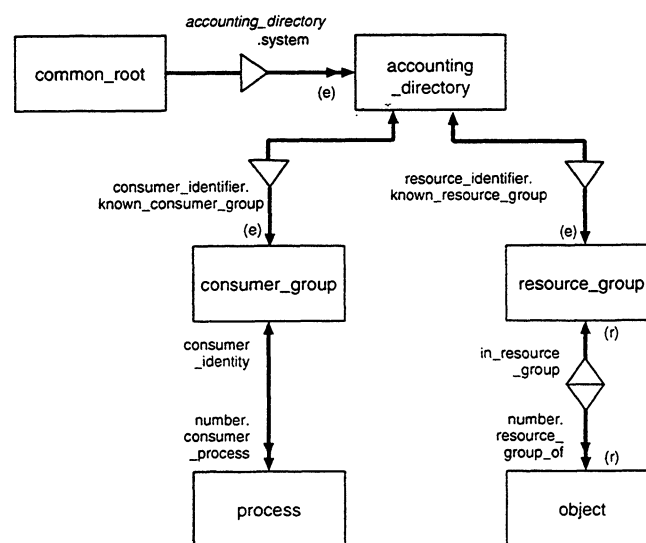 accounting_directory
.system
common_root
accounting
_directory
(e)
consumer_identifier.
known_consumer_group
resource_identifier.
known_resource_group
(e)
(e)
consumer_group
resource_group
consumer
_identity
(r)
in_resource
_group
number.
consumer
_process
number.
resource_
group_of
(r)
process
object